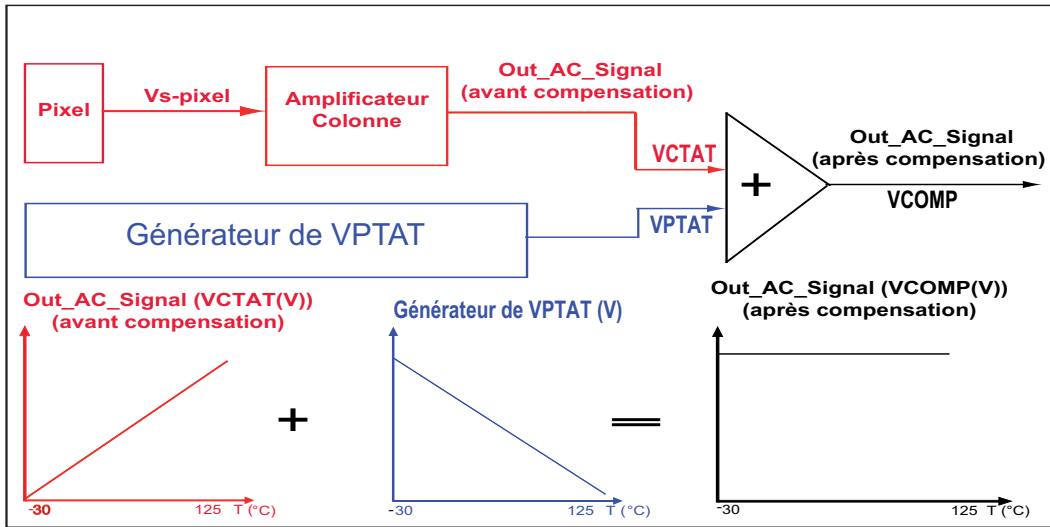 Pixel
Vs-pixel
Amplificateur
Colonne
Out_AC_Signal
(avant compensation)
VCTAT
+
Out_AC_Signal
(après compensation)
VCOMP
Générateur de VPTAT
VPTAT
Out_AC_Signal (VCTAT(V))
(avant compensation)
-30
125 T (°C)
+
Générateur de VPTAT (V)
-30
125 T (°C)
=
Out_AC_Signal (VCOMP(V))
(après compensation)
-30
125 T (°C)